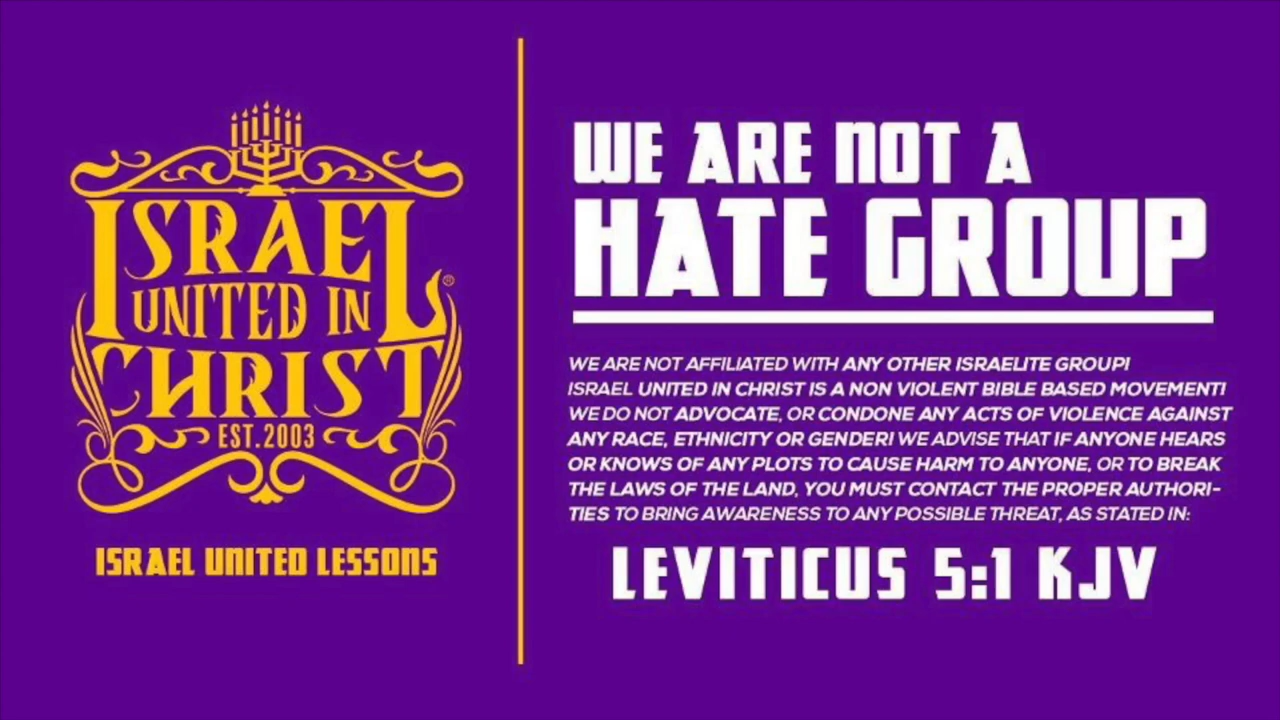 ISRAEL
UNITED IN
CHRIST
EST.2003
®
ISRAEL UNITED LESSONS
WE ARE NOT A
HATE GROUP
WE ARE NOT AFFILIATED WITH ANY OTHER ISRAELITE GROUP!
ISRAEL UNITED IN CHRIST IS A NON VIOLENT BIBLE BASED MOVEMENT!
WE DO NOT ADVOCATE, OR CONDONE ANY ACTS OF VIOLENCE AGAINST
ANY RACE, ETHNICITY OR GENDER! WE ADVISE THAT IF ANYONE HEARS
OR KNOWS OF ANY PLOTS TO CAUSE HARM TO ANYONE, OR TO BREAK
THE LAWS OF THE LAND, YOU MUST CONTACT THE PROPER AUTHORI-
TIES TO BRING AWARENESS TO ANY POSSIBLE THREAT, AS STATED IN:
LEVITICUS 5:1 KJV